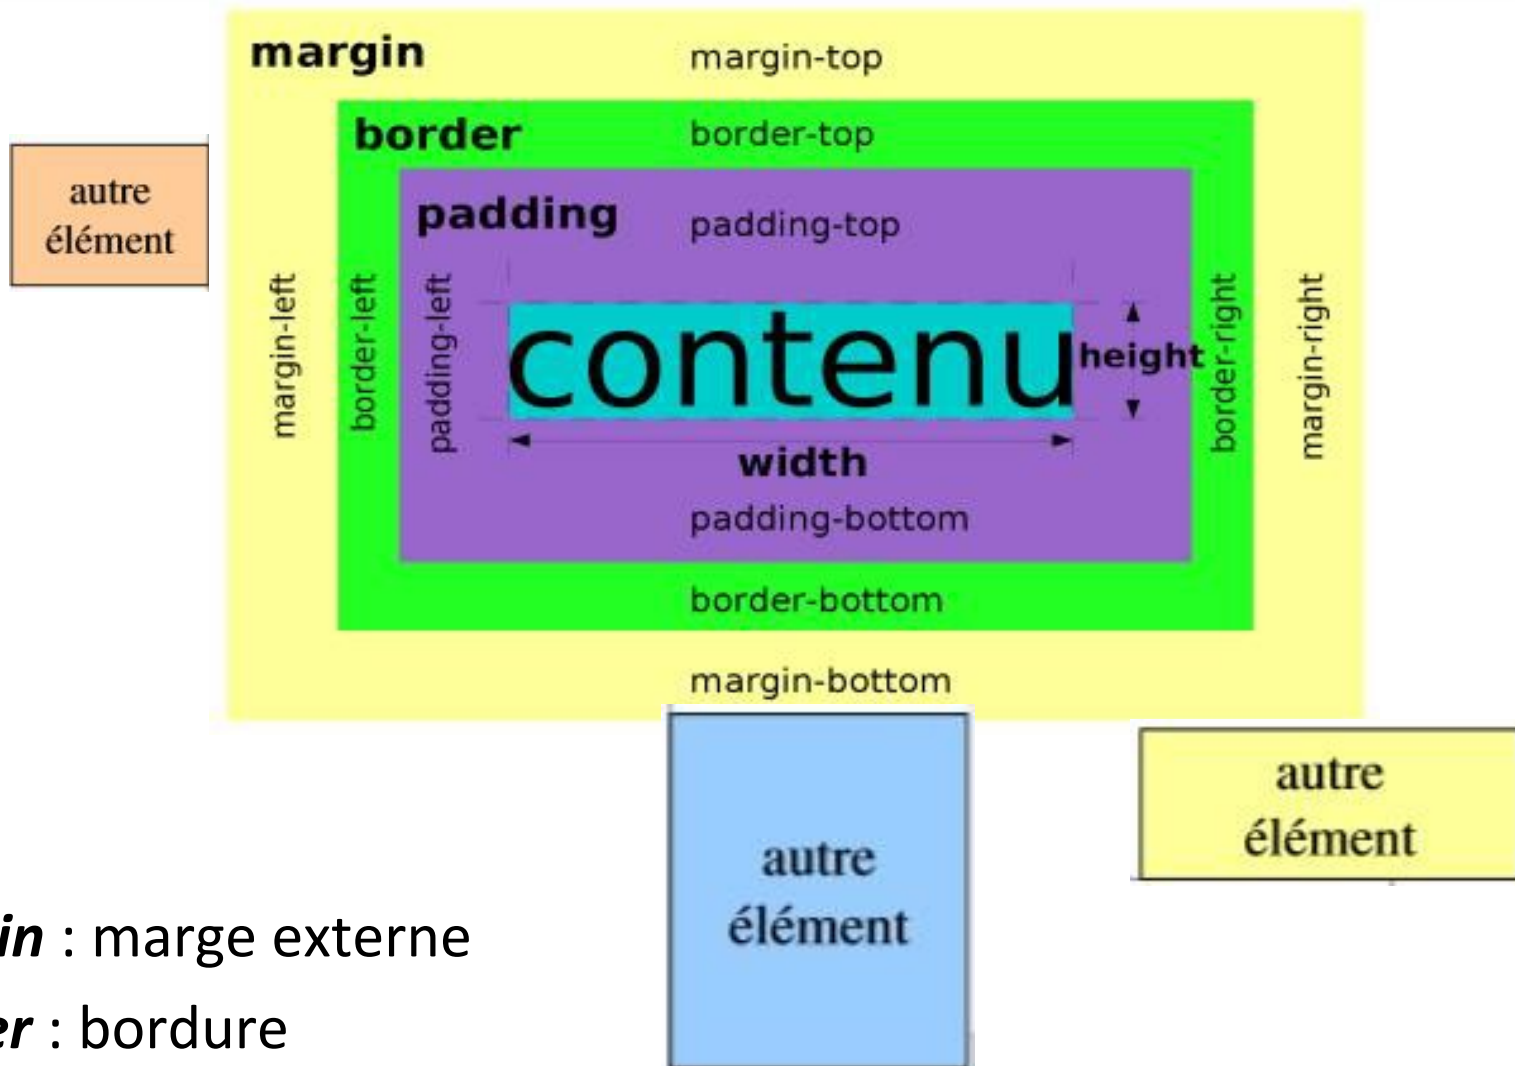 margin
margin-top
border
border-top
autre
élément
padding
padding-top
margin-left
border-left
padding-left
contenu
height
border-right
margin-right
width
padding-bottom
border-bottom
margin-bottom
autre
élément
autre
élément
in : marge externe
er : bordure